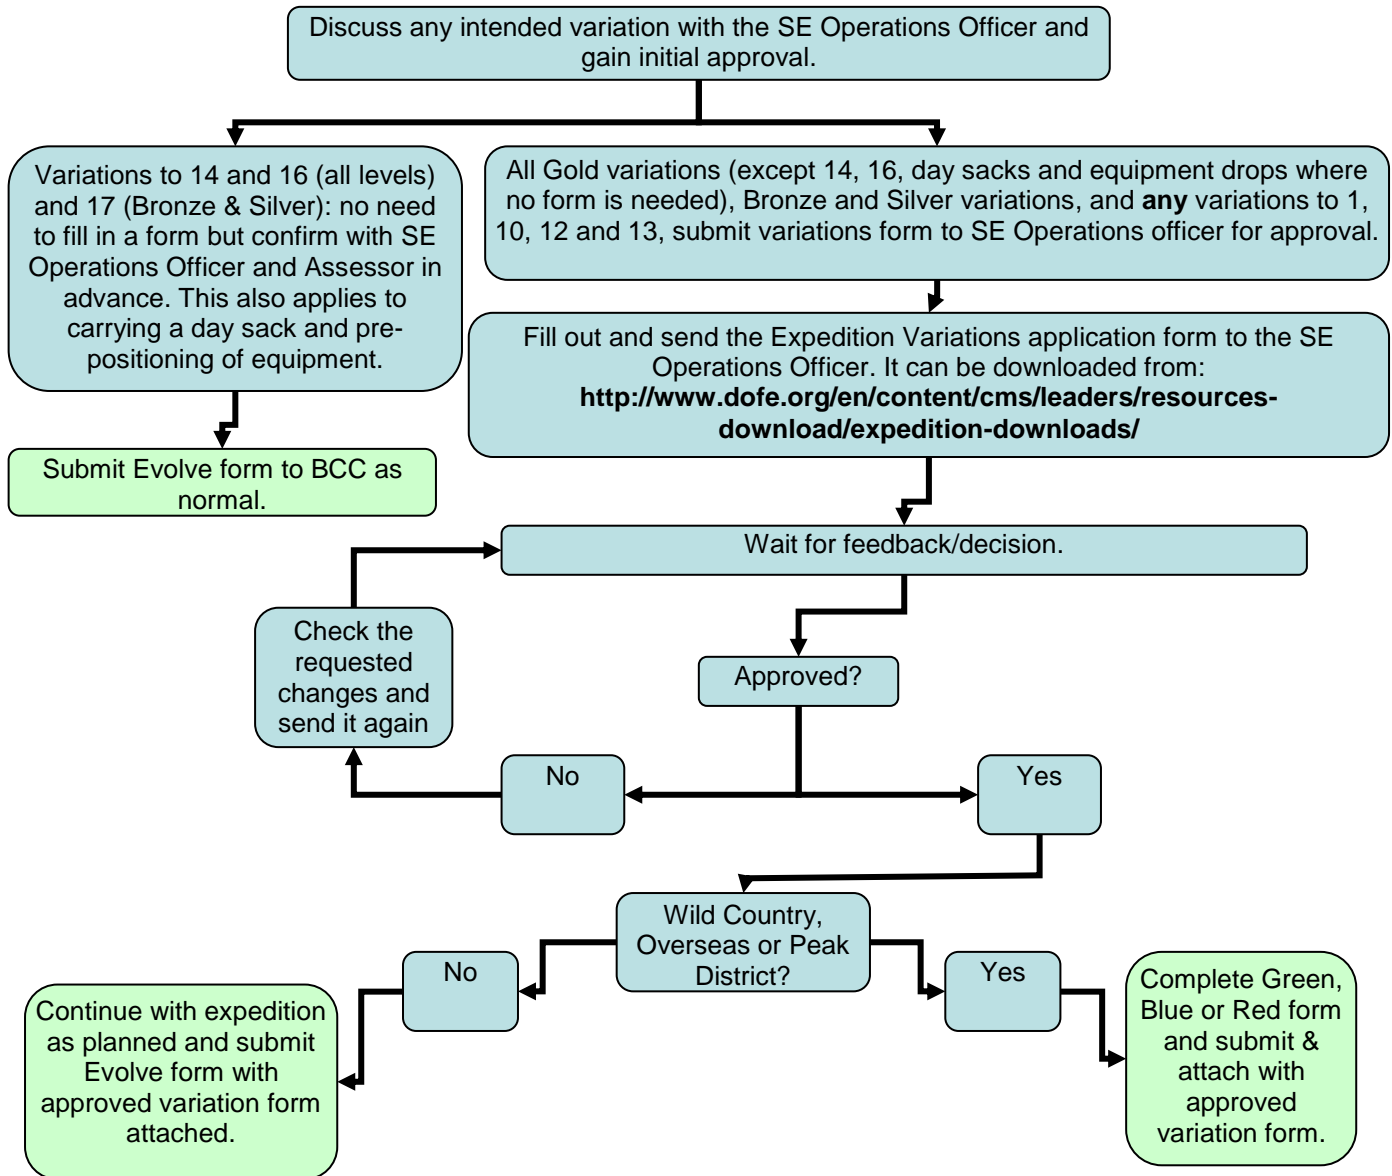 Discuss any intended variation with the SE Operations Officer and
gain initial approval.
Variations to 14 and 16 (all levels)
and 17 (Bronze & Silver): no need
to fill in a form but confirm with SE
Operations Officer and Assessor in
advance. This also applies to
carrying a day sack and pre-
positioning of equipment.
All Gold variations (except 14, 16, day sacks and equipment drops where
no form is needed), Bronze and Silver variations, and any variations to 1,
10, 12 and 13, submit variations form to SE Operations officer for approval.
Fill out and send the Expedition Variations application form to the SE
Operations Officer. It can be downloaded from:
http://www.dofe.org/en/content/cms/leaders/resources-
download/expedition-downloads/
Submit Evolve form to BCC as
normal.
Wait for feedback/decision.
Check the
requested
changes and
send it again
Approved?
No
Yes
Wild Country,
Overseas or Peak
District?
No
Yes
Continue with expedition
as planned and submit
Evolve form with
approved variation form
attached.
Complete Green,
Blue or Red form
and submit &
attach with
approved
variation form.